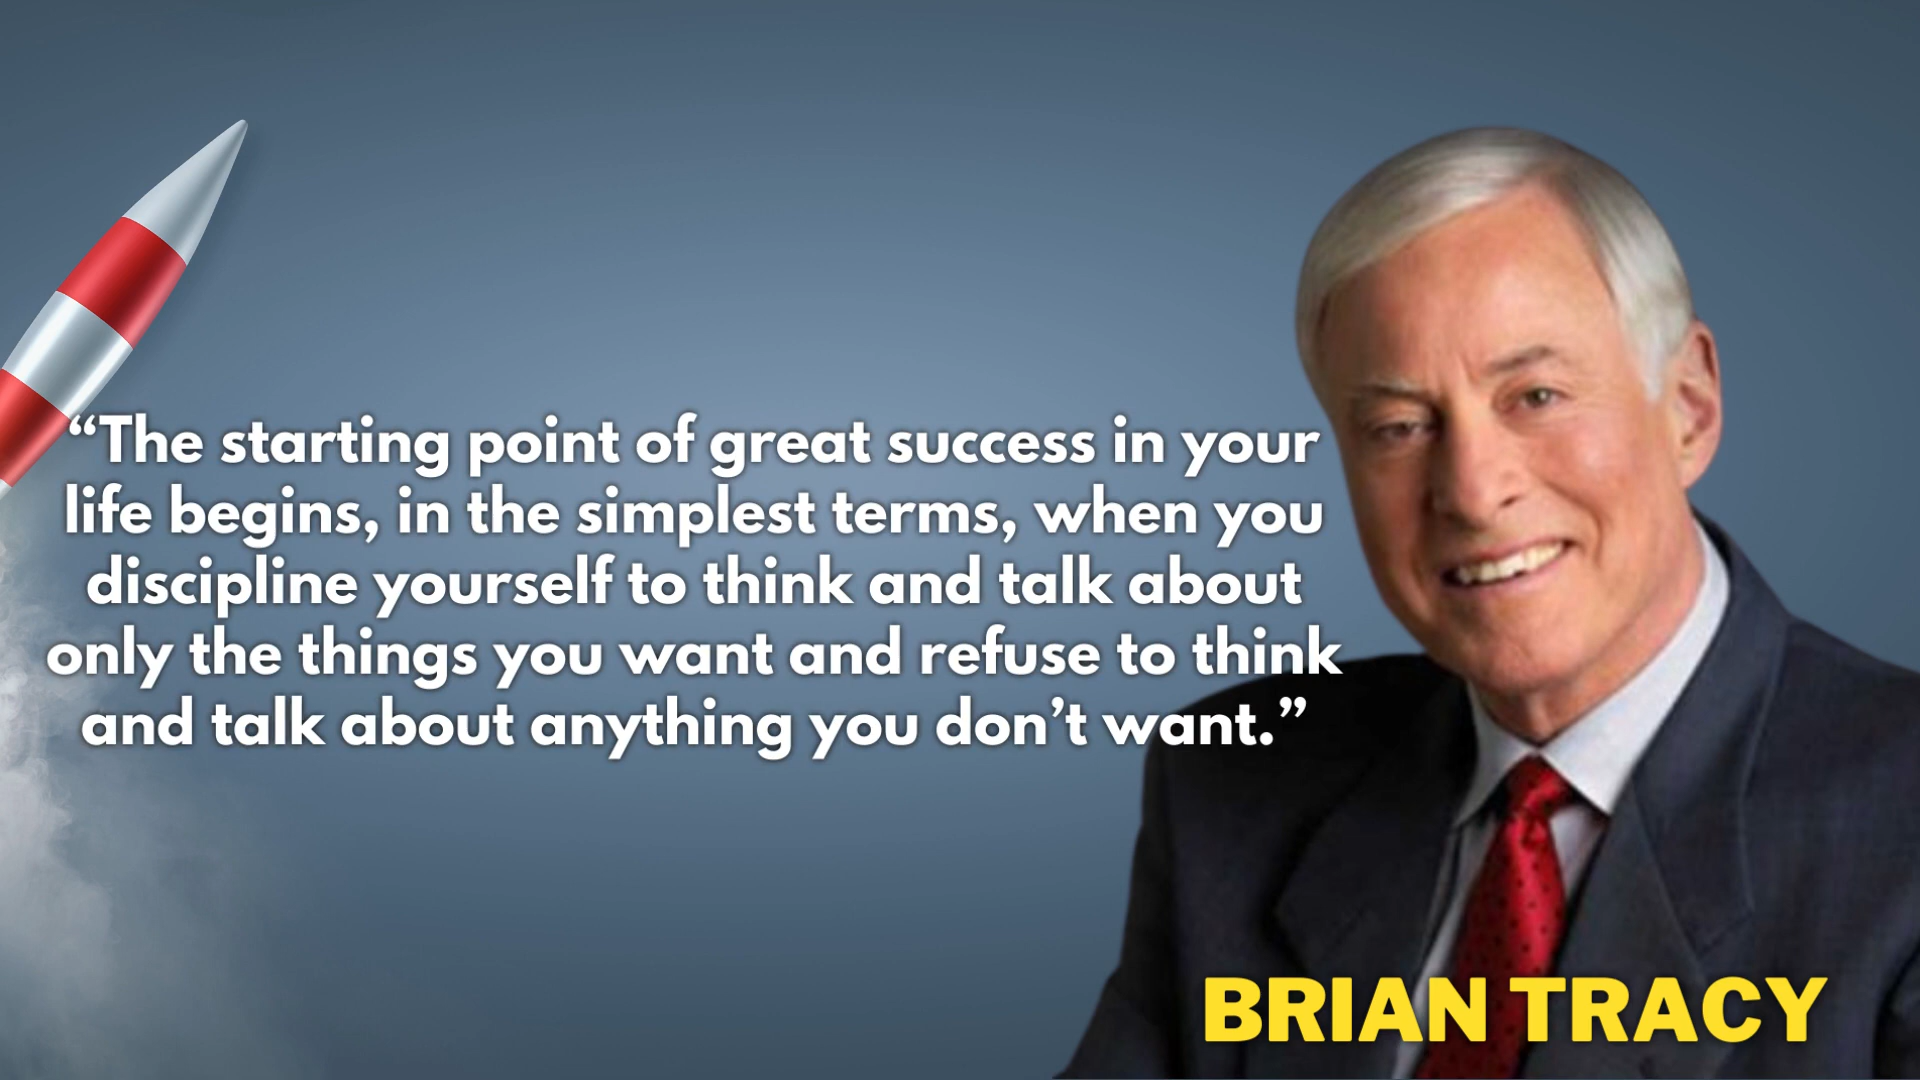 “The starting point of great success in your
life begins, in the simplest terms, when you
discipline yourself to think and talk about
only the things you want and refuse to think
and talk about anything you don’t want.”
BRIAN TRACY